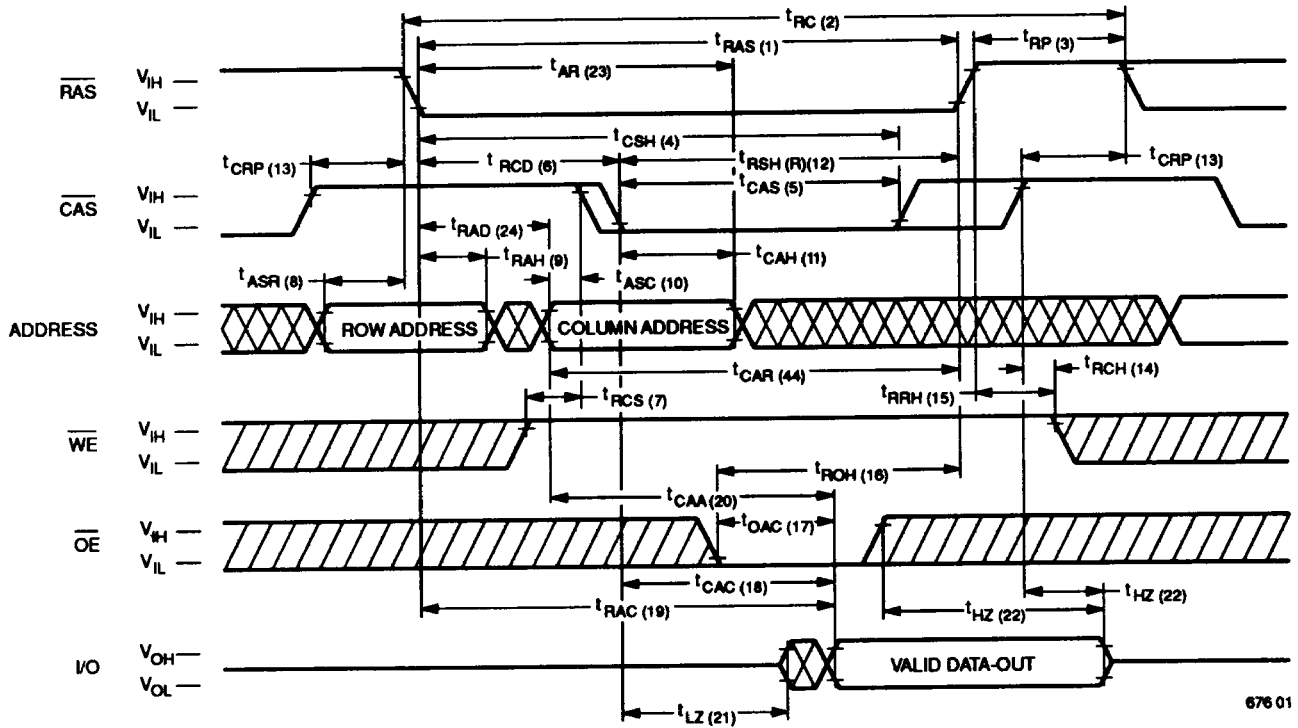 tRC (2)
tRAS (1)
tRP (3)
tAR (23)
RAS
VIH
VIL
tCSH (4)
tCRP (13)
tRCD (6)
tRSH (R)(12)
tCRP (13)
tCAS (5)
CAS
VIH
VIL
tRAD (24)
tRAH (9)
tCAH (11)
tASR (8)
tASC (10)
ADDRESS
VIH
VIL
ROW ADDRESS
COLUMN ADDRESS
tCAR (44)
tRCH (14)
tRCS (7)
tRRH (15)
WE
VIH
VIL
tROH (16)
tCAA (20)
tOAC (17)
OE
VIH
VIL
tCAC (18)
tRAC (19)
tHZ (22)
tHZ (22)
I/O
VOH
VOL
VALID DATA-OUT
tLZ (21)
676 01